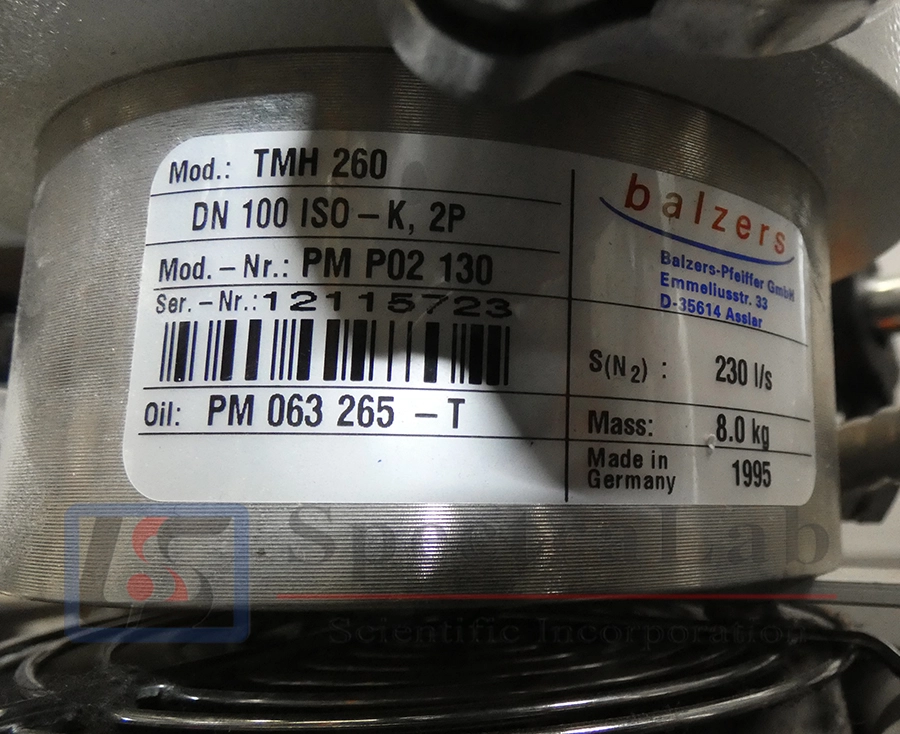 Mod.: TMH 260
DN 100 ISO – K, 2P
Mod. – Nr.: PM P02 130
Ser. – Nr.: 12115723
Oil: PM 063 265 – T
balzers
Balzers-Pfeiffer GmbH
Emmeliusstr. 33
D-35614 Asslar
S(N2) : 230 l/s
Mass: 8.0 kg
Made in
Germany 1995
LSS
SpectraLab
Scientific Incorporation